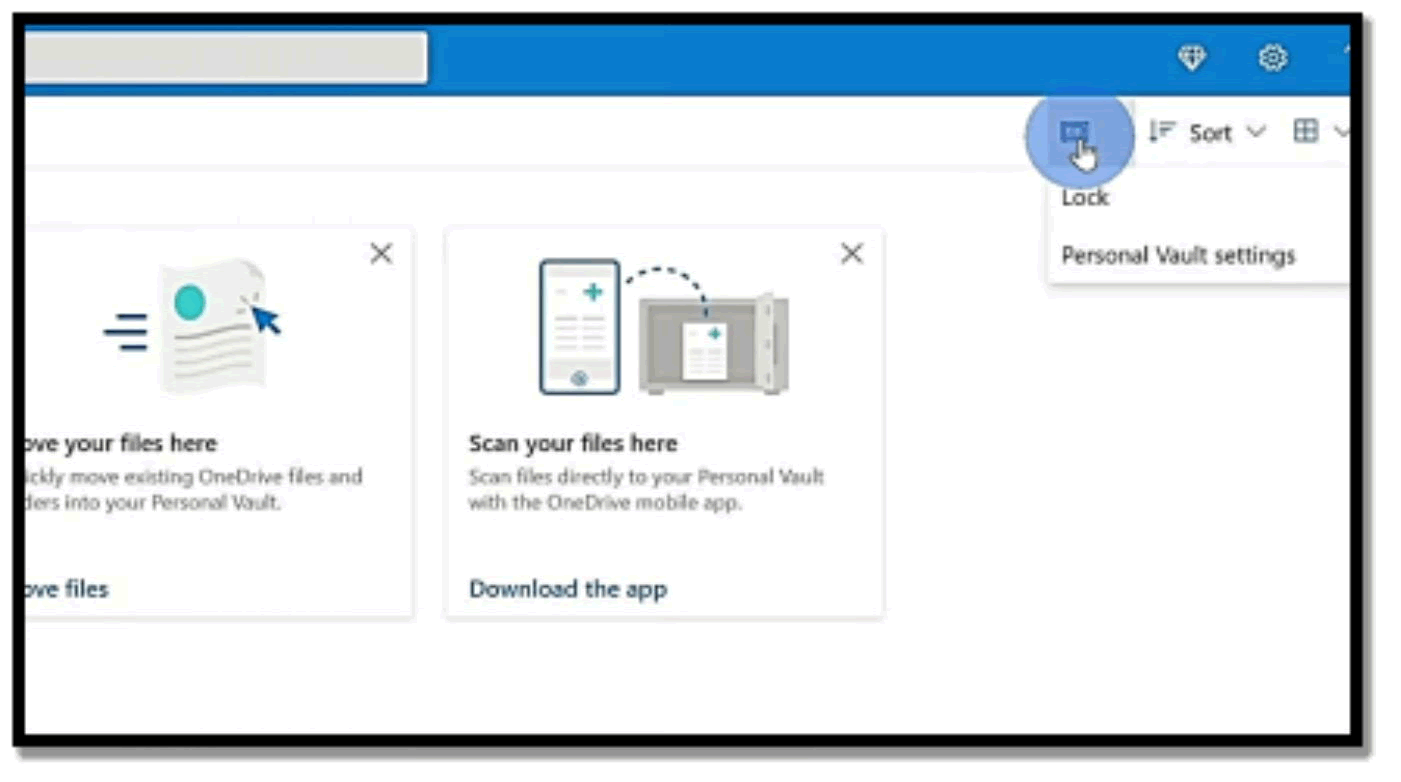 Sort
Lock
Personal Vault settings
ove your files here
ickly move existing OneDrive files and
ders into your Personal Vault.
ove files
Scan your files here
Scan files directly to your Personal Vault
with the OneDrive mobile app.
Download the app